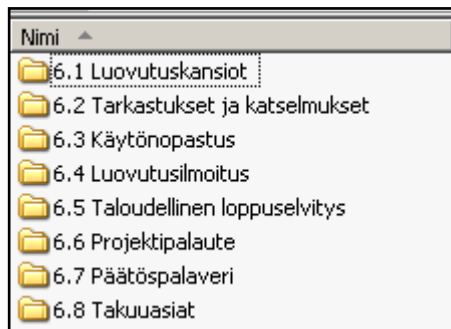 Nimi
6.1 Luovutuskansiot
6.2 Tarkastukset ja katselmukset
6.3 Käytönopastus
6.4 Luovutusilmoitus
6.5 Taloudellinen loppuselvitys
6.6 Projektipalaute
6.7 Päätöspalaveri
6.8 Takuuasiat